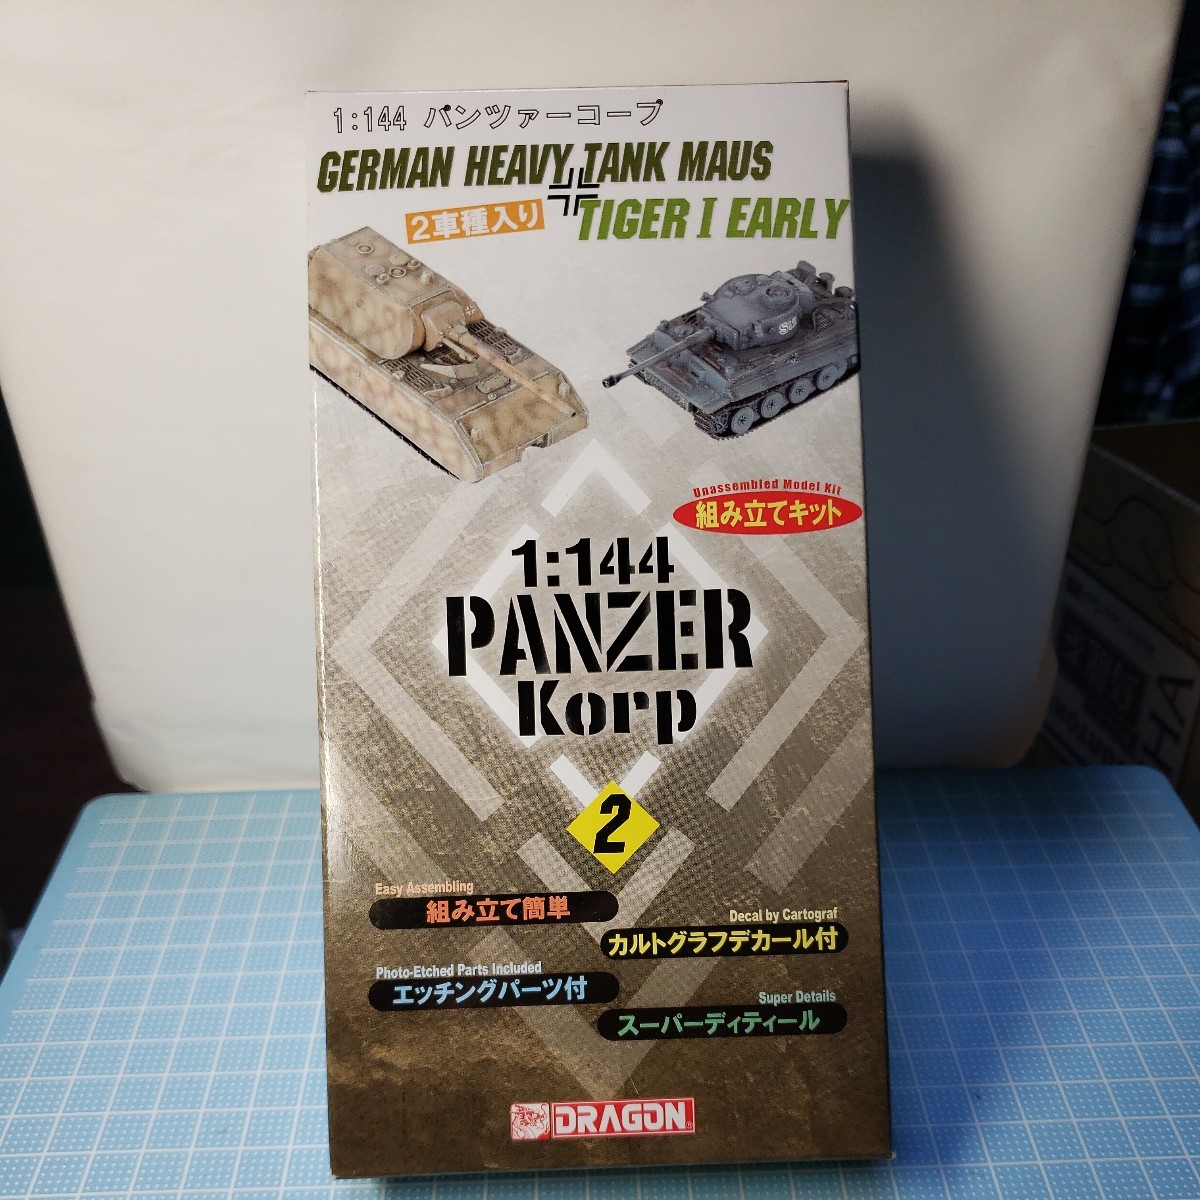 1:144 パンツァーコープ
GERMAN HEAVY TANK MAUS
2車種入り
TIGER I EARLY
Unassembled Model Kit
組み立てキット
1:144
PANZER
Korp
2
Easy Assembling
組み立て簡単
Decal by Cartograf
カルトグラフデカール付
Photo-Etched Parts Included
エッチングパーツ付
Super Details
スーパーディティール
DRAGON